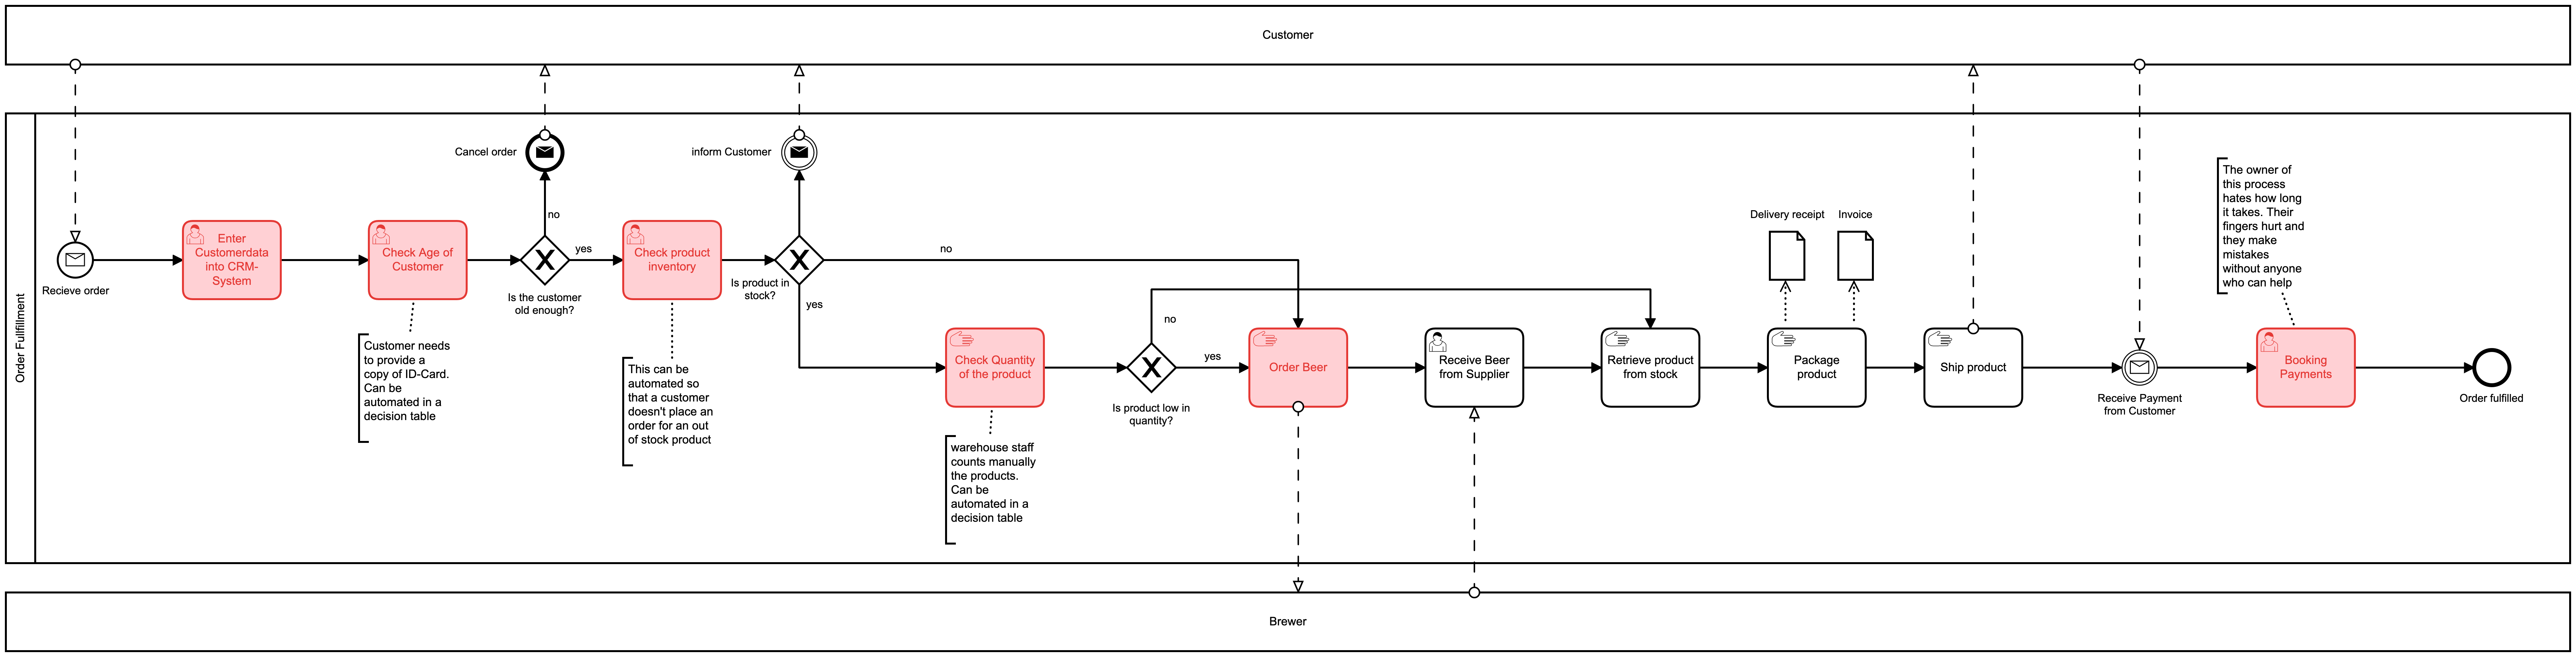 Customer
Order Fullfillment
Recieve order
Enter
Customerdata
into CRM-
System
Check Age of
Customer
Customer needs
to provide a
copy of ID-Card.
Can be
automated in a
decision table
Cancel order
no
yes
Is the customer
old enough?
Check product
inventory
This can be
automated so
that a customer
doesn't place an
order for an out
of stock product
inform Customer
Is product in
stock?
no
yes
Check Quantity
of the product
warehouse staff
counts manually
the products.
Can be
automated in a
decision table
no
yes
Is product low in
quantity?
Order Beer
Receive Beer
from Supplier
Retrieve product
from stock
Delivery receipt
Invoice
Package
product
Ship product
Receive Payment
from Customer
The owner of
this process
hates how long
it takes. Their
fingers hurt and
they make
mistakes
without anyone
who can help
Booking
Payments
Order fulfilled
Brewer